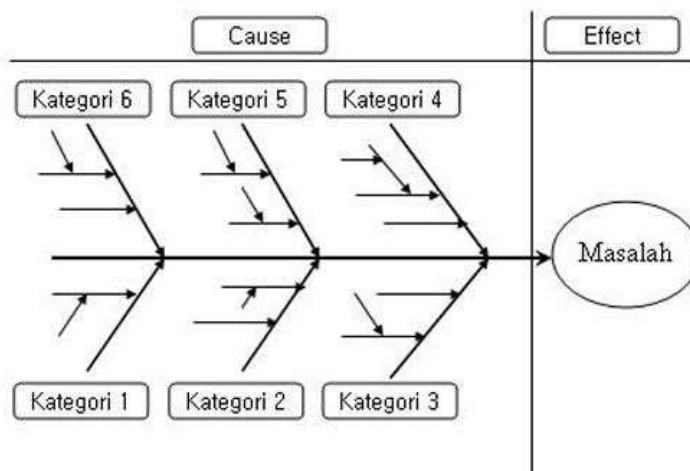 Cause
Effect
Kategori 6
Kategori 5
Kategori 4
Masalah
Kategori 1
Kategori 2
Kategori 3